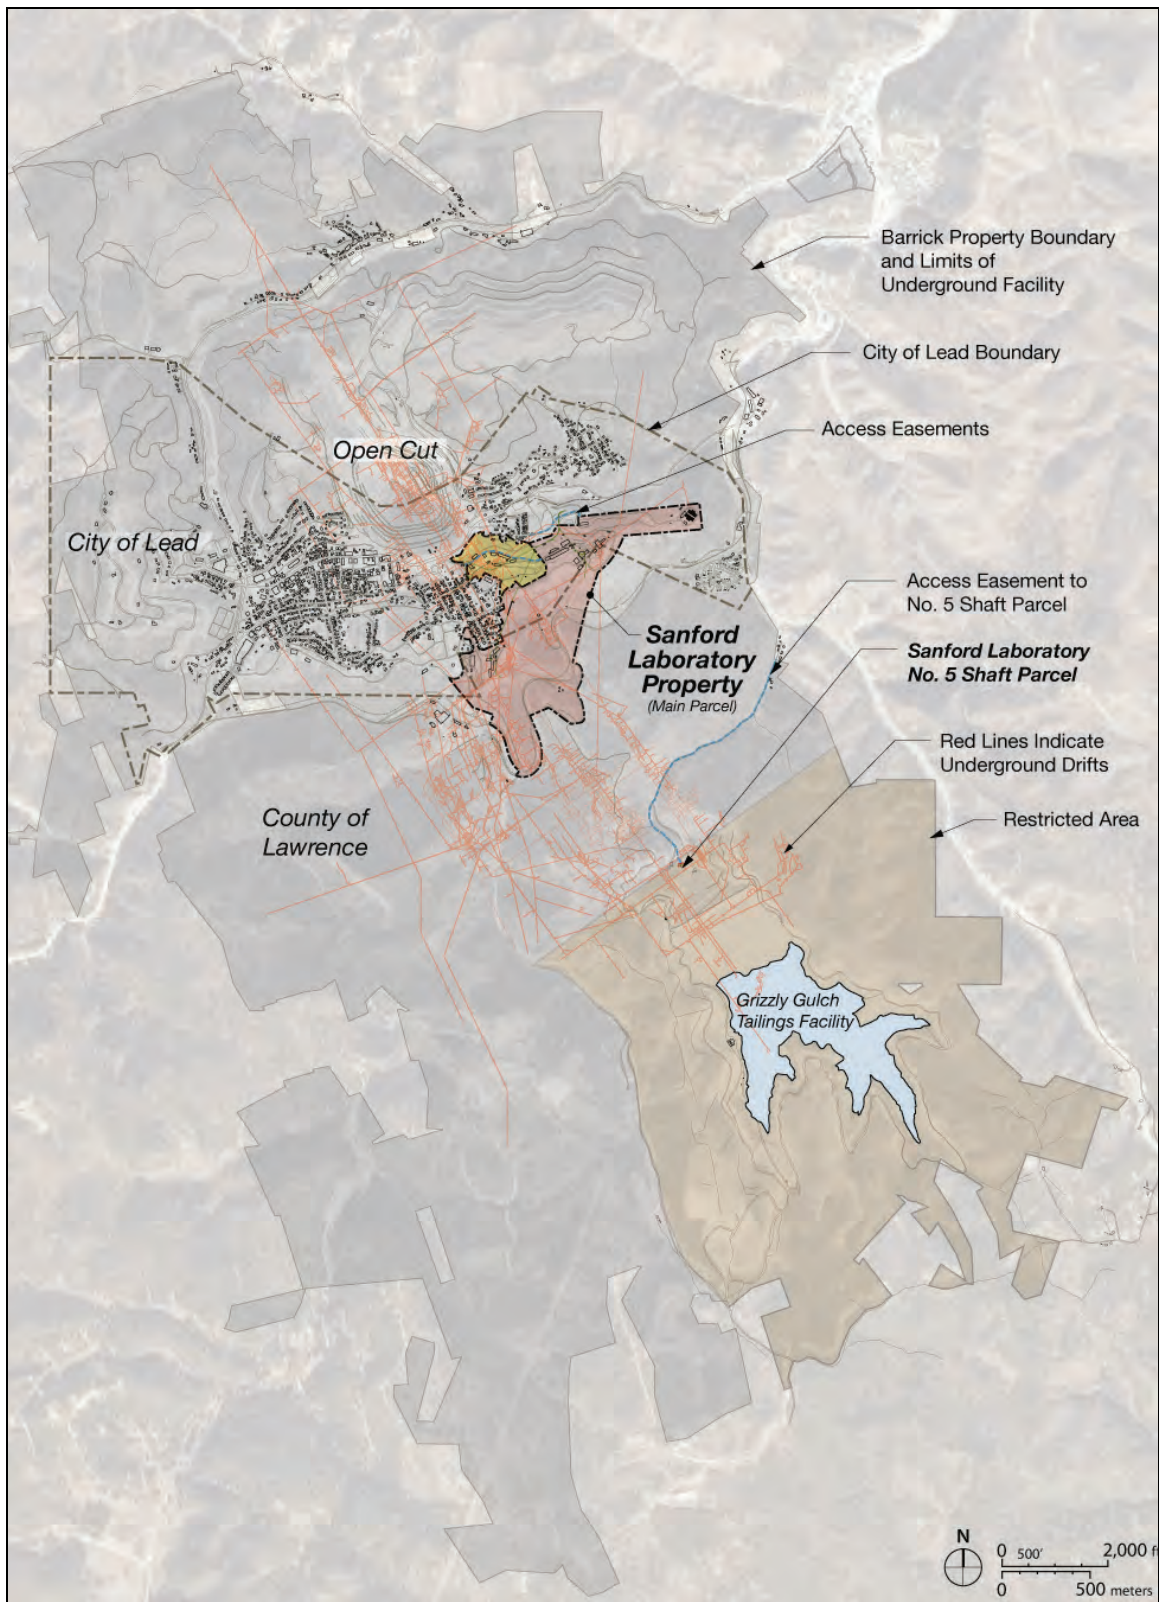 Barrick Property Boundary
and Limits of
Underground Facility
City of Lead Boundary
Access Easements
Open Cut
City of Lead
Access Easement to
No. 5 Shaft Parcel
Sanford
Laboratory
Property
(Main Parcel)
Sanford Laboratory
No. 5 Shaft Parcel
Red Lines Indicate
Underground Drifts
County of
Lawrence
Restricted Area
Grizzly Gulch
Tailings Facility
N
0 500' 2,000 ft
0 500 meters